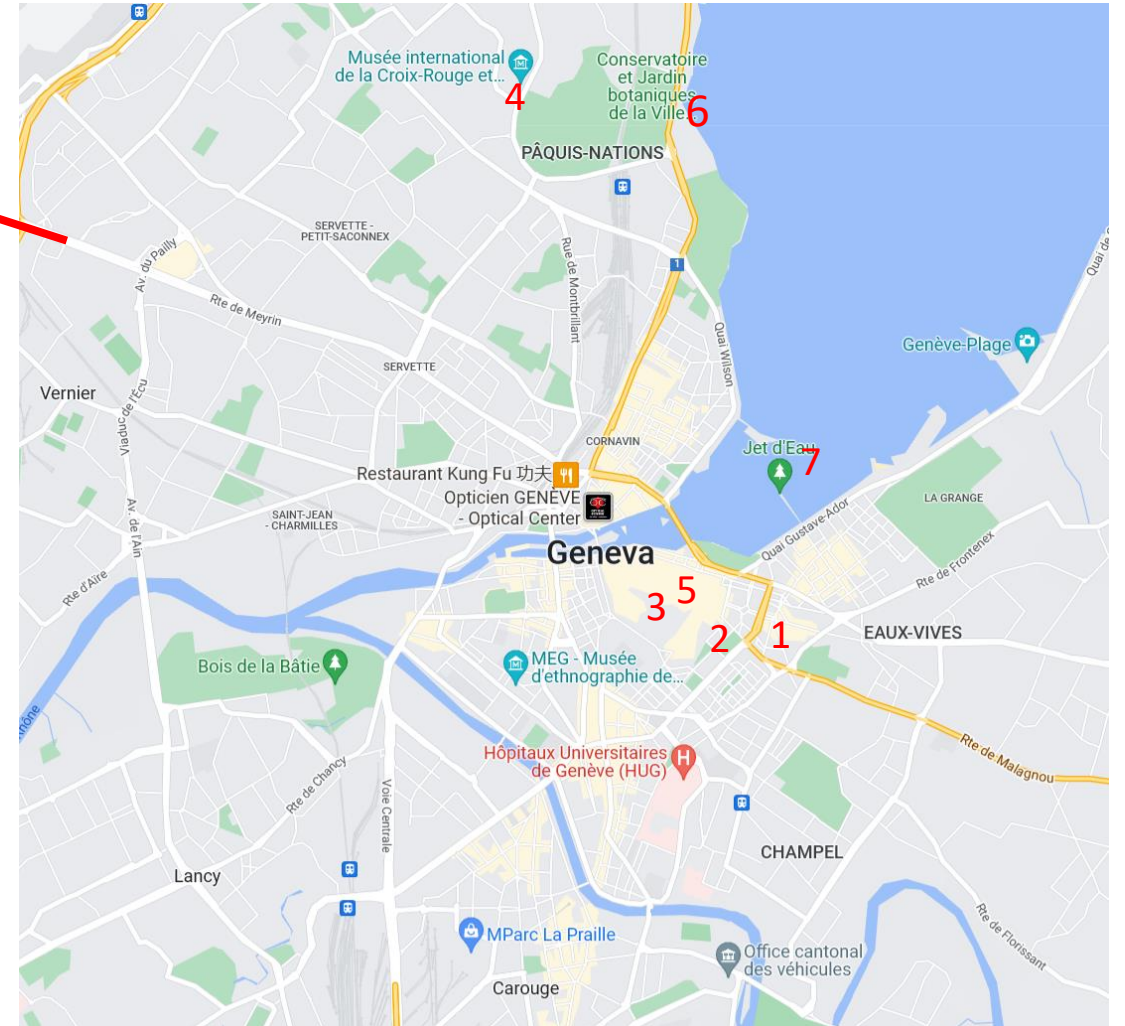 Musée international
de la Croix-Rouge et...
4
Conservatoire
et Jardin
botaniques
de la Ville...
6
PÂQUIS-NATIONS
SERVETTE -
PETIT-SACONNEX
Av. du Pailly
Rue de Montbrillant
1
Quai de
Rte de Meyrin
Quai Wilson
Genève-Plage
SERVETTE
Vernier
Viaduc de l'Écu
CORNAVIN
Jet d'Eau
7
Restaurant Kung Fu 功夫
Opticien GENÈVE
- Optical Center
LA GRANGE
SAINT-JEAN
- CHARMILLES
Av. de l'Ain
Quai Gustave-Ador
Geneva
Rte de Frontenex
Rte d'Aïre
5
3
2
1
EAUX-VIVES
Bois de la Bâtie
MEG - Musée
d'ethnographie de...
Rhône
Hôpitaux Universitaires
de Genève (HUG)
H
Rte de Malagnou
Rte de Chancy
Voie Centrale
CHAMPEL
Lancy
Rte de Florissant
MParc La Praille
Office cantonal
des véhicules
Carouge